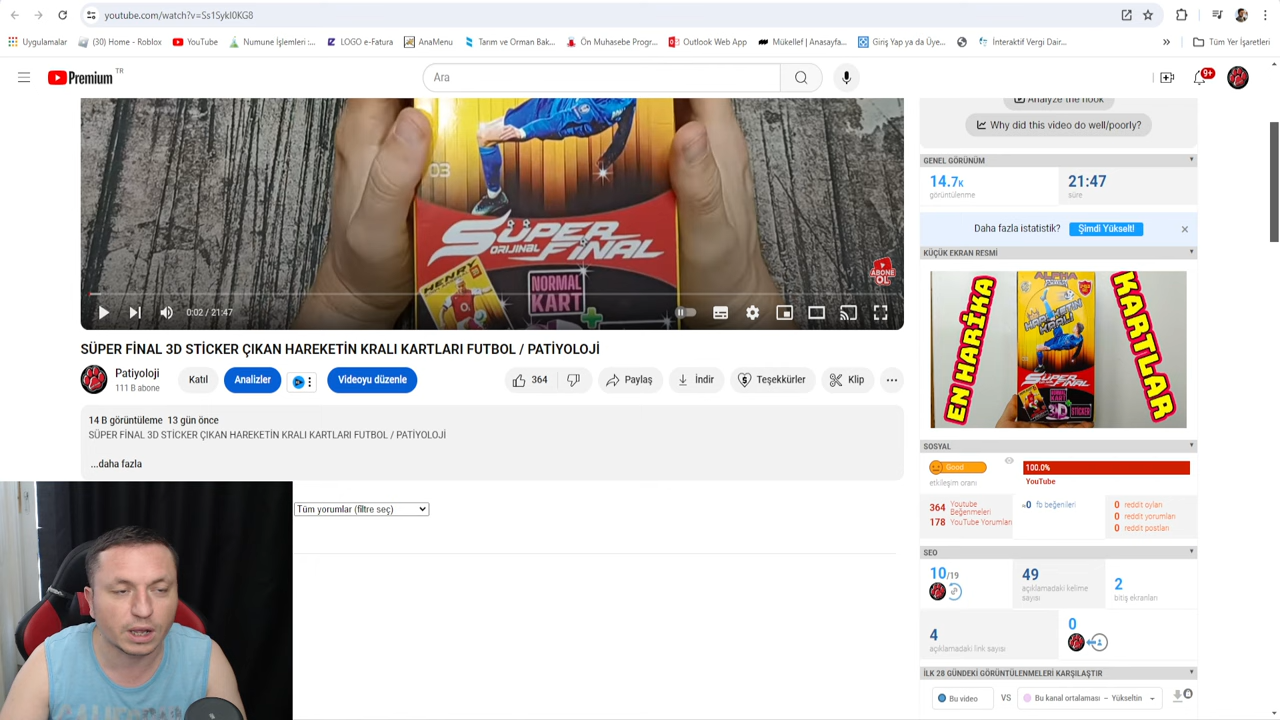 youtube.com/watch?v=Ss1SykI0KG8
Uygulamalar
(30) Home - Roblox
YouTube
Numune İşlemleri :...
LOGO e-Fatura
AnaMenu
Tarım ve Orman Bak...
Ön Muhasebe Progr...
Outlook Web App
Mükellef | Anasayfa...
Giriş Yap ya da Üye...
İnteraktif Vergi Dair...
Tüm Yer İşaretleri
Premium TR
Ara
9+
Analyze the hook
Why did this video do well/poorly?
GENEL GÖRÜNÜM
14.7K
görüntülenme
21:47
süre
Daha fazla istatistik?
Şimdi Yükselt!
KÜÇÜK EKRAN RESMİ
03
SÜPER
ORIJINAL
FİNAL
NORMAL
KART
ABONE
OL
0:02 / 21:47
EN HARİKA
KARTLAR
SÜPER FİNAL 3D STİCKER ÇIKAN HAREKETİN KRALI KARTLARI FUTBOL / PATİYOLOJİ
Patiyoloji
111 B abone
Katıl
Analizler
Videoyu düzenle
364
Paylaş
İndir
Teşekkürler
Klip
14 B görüntüleme 13 gün önce
SÜPER FİNAL 3D STİCKER ÇIKAN HAREKETİN KRALI KARTLARI FUTBOL / PATİYOLOJİ
...daha fazla
Tüm yorumlar (filtre seç)
SOSYAL
Good
etkileşim oranı
100.0%
YouTube
364 Youtube Beğenmeleri
178 YouTube Yorumları
0 fb beğenileri
0 reddit oyları
0 reddit yorumları
0 reddit postları
SEO
10/19
49
açıklamadaki kelime
sayısı
2
bitiş ekranları
4
açıklamadaki link sayısı
0
İLK 28 GÜNDEKİ GÖRÜNTÜLENMELERİ KARŞILAŞTIR
Bu video
VS
Bu kanal ortalaması – Yükseltin